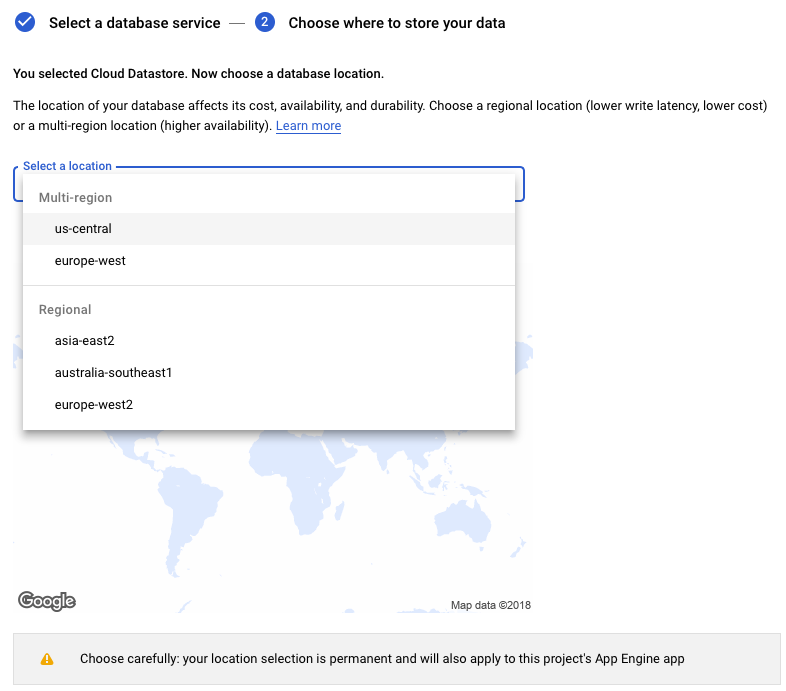 Select a database service — 2 Choose where to store your data
You selected Cloud Datastore. Now choose a database location.
The location of your database affects its cost, availability, and durability. Choose a regional location (lower write latency, lower cost)
or a multi-region location (higher availability). Learn more
Select a location
Multi-region
us-central
europe-west
Regional
asia-east2
australia-southeast1
europe-west2
Google
Map data ©2018
Choose carefully: your location selection is permanent and will also apply to this project's App Engine app